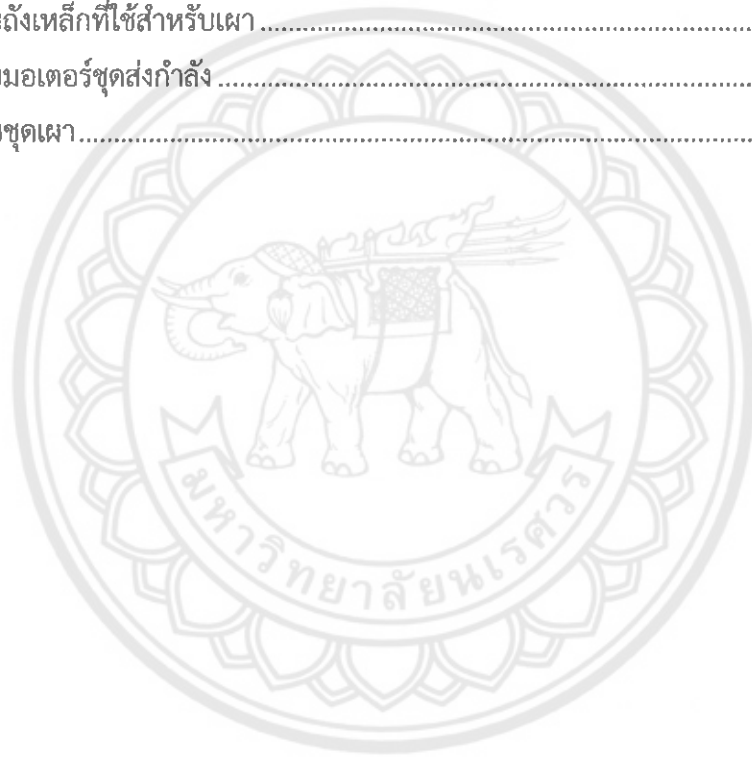 ถังเหล็กที่ใช้สำหรับเผา
มอเตอร์ชุดส่งกำลัง
ชุดเผา
มหาวิทยาลัยนเรศวร